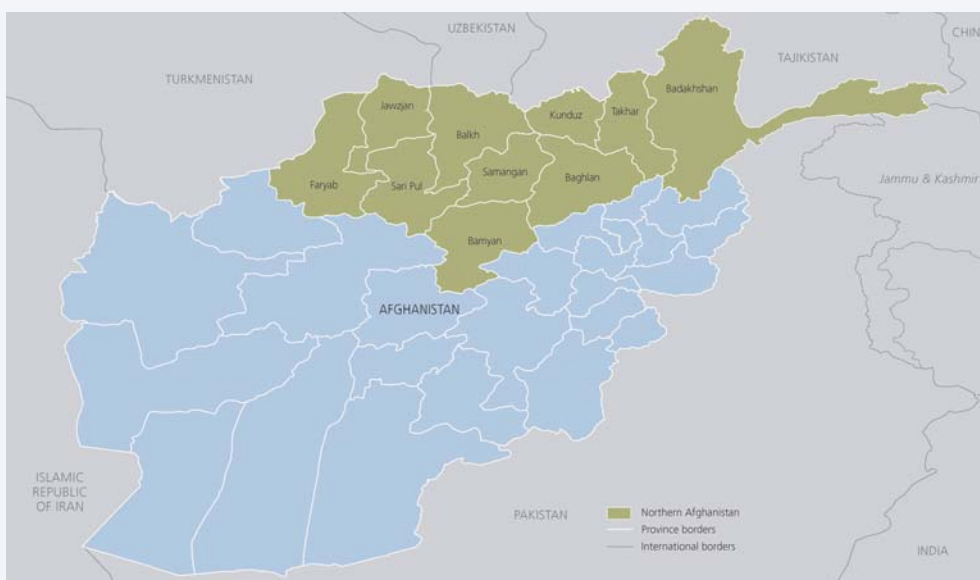 UZBEKISTAN
CHIN
TURKMENISTAN
TAJIKISTAN
Badakhshan
Jawzjan
Kunduz
Takhar
Balkh
Samangan
Baghlan
Faryab
Sari Pul
Jammu & Kashmir
Bamyan
AFGHANISTAN
ISLAMIC
REPUBLIC
OF IRAN
PAKISTAN
Northern Afghanistan
Province borders
International borders
INDIA